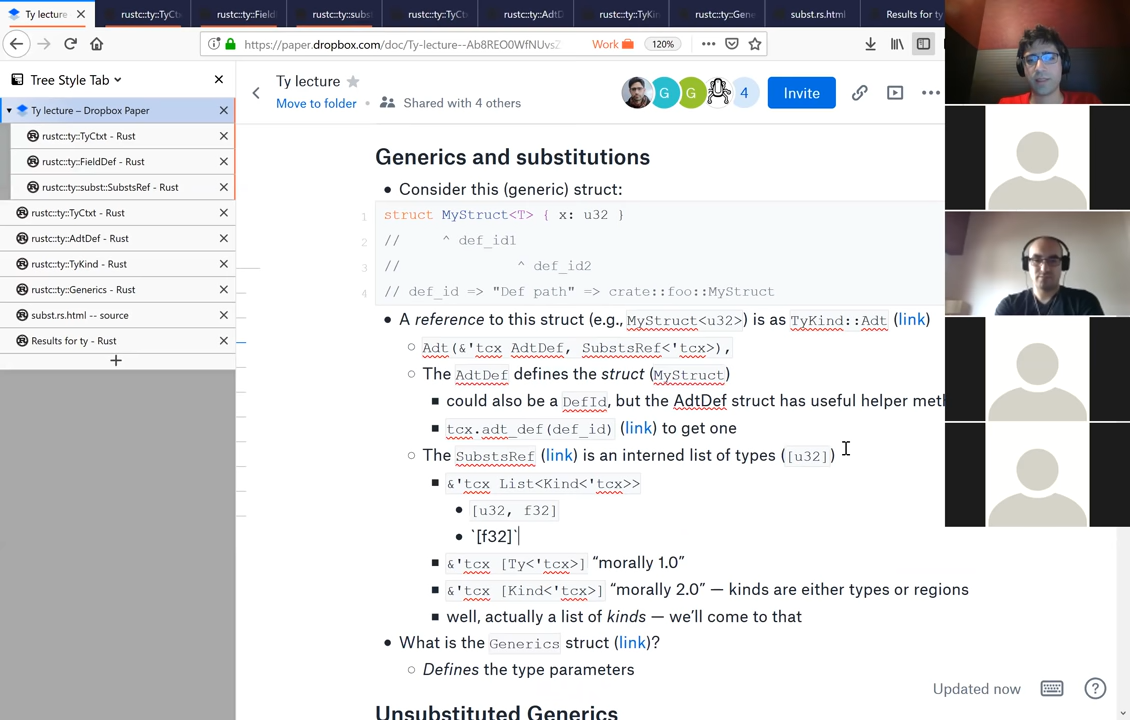 Ty lecture
rustc::ty::TyCt
rustc::ty::Field
rustc::ty::subst
rustc::ty::TyCt
rustc::ty::AdtD
rustc::ty::TyKin
rustc::ty::Gene
subst.rs.html
Results for ty
https://paper.dropbox.com/doc/Ty-lecture--Ab8REO0WfNUvsZ
Work
120%
Tree Style Tab
Ty lecture – Dropbox Paper
rustc::ty::TyCtxt - Rust
rustc::ty::FieldDef - Rust
rustc::ty::subst::SubstsRef - Rust
rustc::ty::TyCtxt - Rust
rustc::ty::AdtDef - Rust
rustc::ty::TyKind - Rust
rustc::ty::Generics - Rust
subst.rs.html -- source
Results for ty - Rust
Ty lecture
Move to folder
Shared with 4 others
G
G
4
Invite
Generics and substitutions
• Consider this (generic) struct:
1 struct MyStruct<T> { x: u32 }
2 // ^ def_id1
3 // ^ def_id2
4 // def_id => "Def path" => crate::foo::MyStruct
• A reference to this struct (e.g., MyStruct<u32>) is as TyKind::Adt (link)
○ Adt(&'tcx AdtDef, SubstsRef<'tcx>),
○ The AdtDef defines the struct (MyStruct)
■ could also be a DefId, but the AdtDef struct has useful helper met
■ tcx.adt_def(def_id) (link) to get one
○ The SubstsRef (link) is an interned list of types ([u32])
■ &'tcx List<Kind<'tcx>>
• [u32, f32]
• `[f32]`
■ &'tcx [Ty<'tcx>] “morally 1.0”
■ &'tcx [Kind<'tcx>] “morally 2.0” — kinds are either types or regions
■ well, actually a list of kinds — we’ll come to that
• What is the Generics struct (link)?
○ Defines the type parameters
Unsubstituted Generics
Updated now